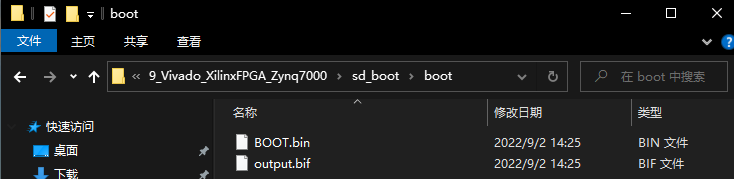 boot
文件 主页 共享 查看
« 9_Vivado_XilinxFPGA_Zynq7000 › sd_boot › boot 在 boot 中搜索
名称 修改日期 类型
快速访问
BOOT.bin 2022/9/2 14:25 BIN 文件
桌面
output.bif 2022/9/2 14:25 BIF 文件
下载